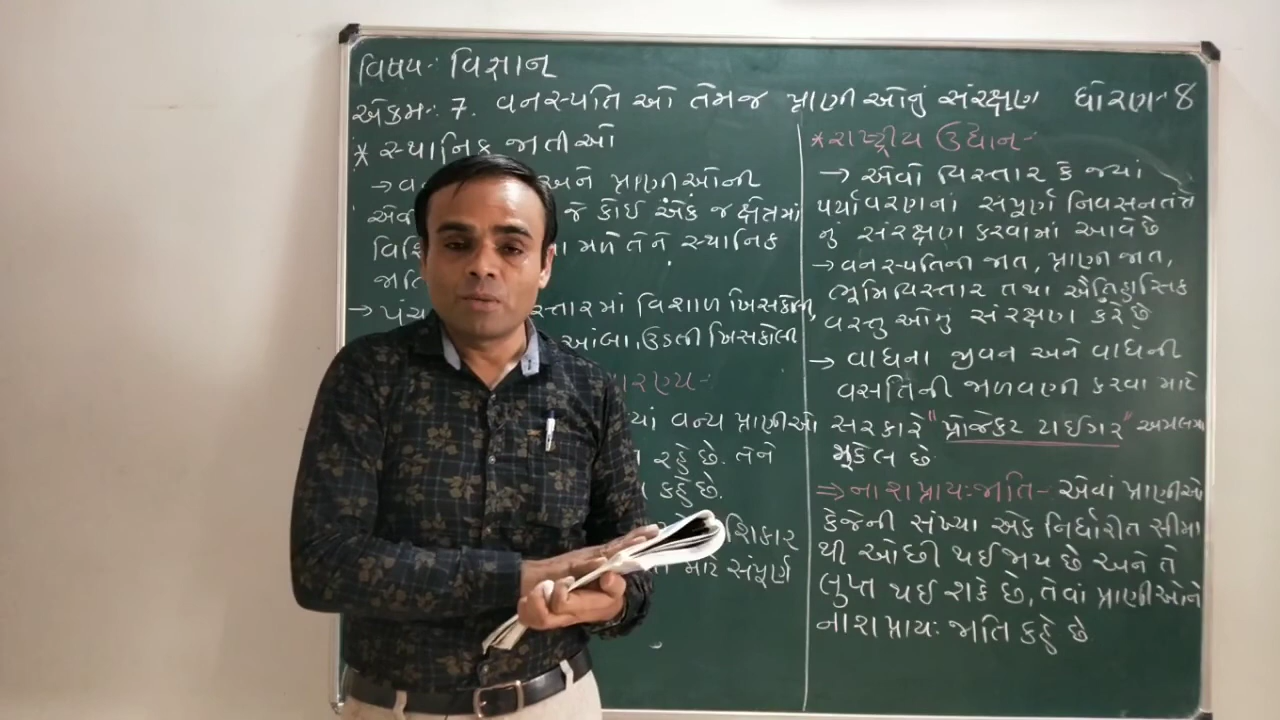 વિષય:- વિજ્ઞાન
એકમ:- 7. વનસ્પતિ ઓ તેમજ પ્રાણીઓનું સંરક્ષણ ધોરણ:- 8
* સ્થાનિક જાતીઓ
→ અને પ્રાણીઓની
જે કોઈ એક જ ક્ષેત્રમાં
મળે તેને સ્થાનિક
→ વિશાળ ખિસકોલી,
આંબા, ઉડતી ખિસકોલી
વન્ય પ્રાણીઓ
રહે છે. તેને
કહે છે.
શિકાર
માટે સંપૂર્ણ
* રાષ્ટ્રીય ઉદ્યાન:-
→ એવો વિસ્તાર કે જ્યાં
પર્યાવરણનાં સંપૂર્ણ નિવસનતંત્ર
નું સંરક્ષણ કરવામાં આવે છે
→ વનસ્પતિની જાત, પ્રાણી જાત,
ભૂમિવિસ્તાર તથા ઐતિહાસિક
વસ્તુ ઓનુ સંરક્ષણ કરે છે.
→ વાઘના જીવન અને વાઘની
વસતિની જાળવણી કરવા માટે
સરકારે "પ્રોજેકટ ટાઈગર" અમલમાં
મૂકેલ છે
⇒ નાશપ્રાય:જાતિ - એવાં પ્રાણીઓ
કેજેની સંખ્યા એક નિર્ધારીત સીમા
થી ઓછી થઈ જાય છે અને તે
લુપ્ત થઈ શકે છે, તેવાં પ્રાણીઓને
નાશપ્રાય: જાતિ કહે છે